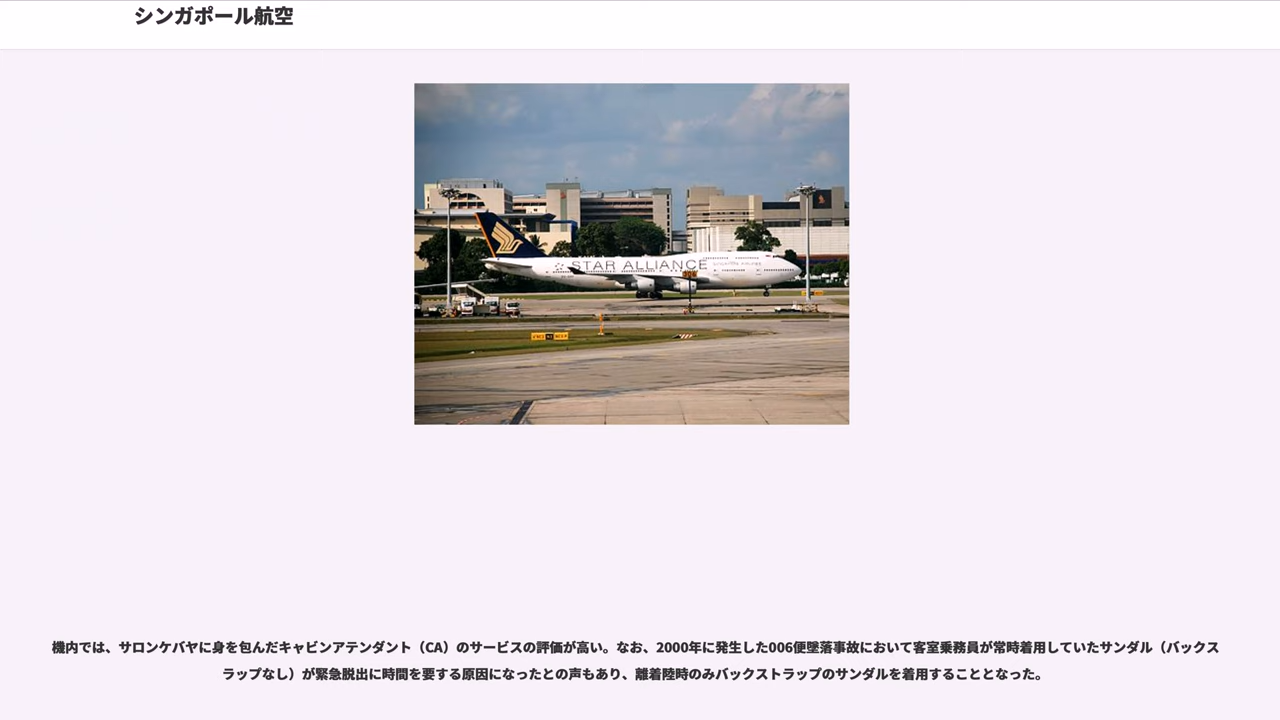 シンガポール航空
STAR ALLIANCE
機内では、サロンケバヤに身を包んだキャビンアテンダント（CA）のサービスの評価が高い。なお、2000年に発生した006便墜落事故において客室乗務員が常時着用していたサンダル（バックス
ラップなし）が緊急脱出に時間を要する原因になったとの声もあり、離着陸時のみバックストラップのサンダルを着用することとなった。